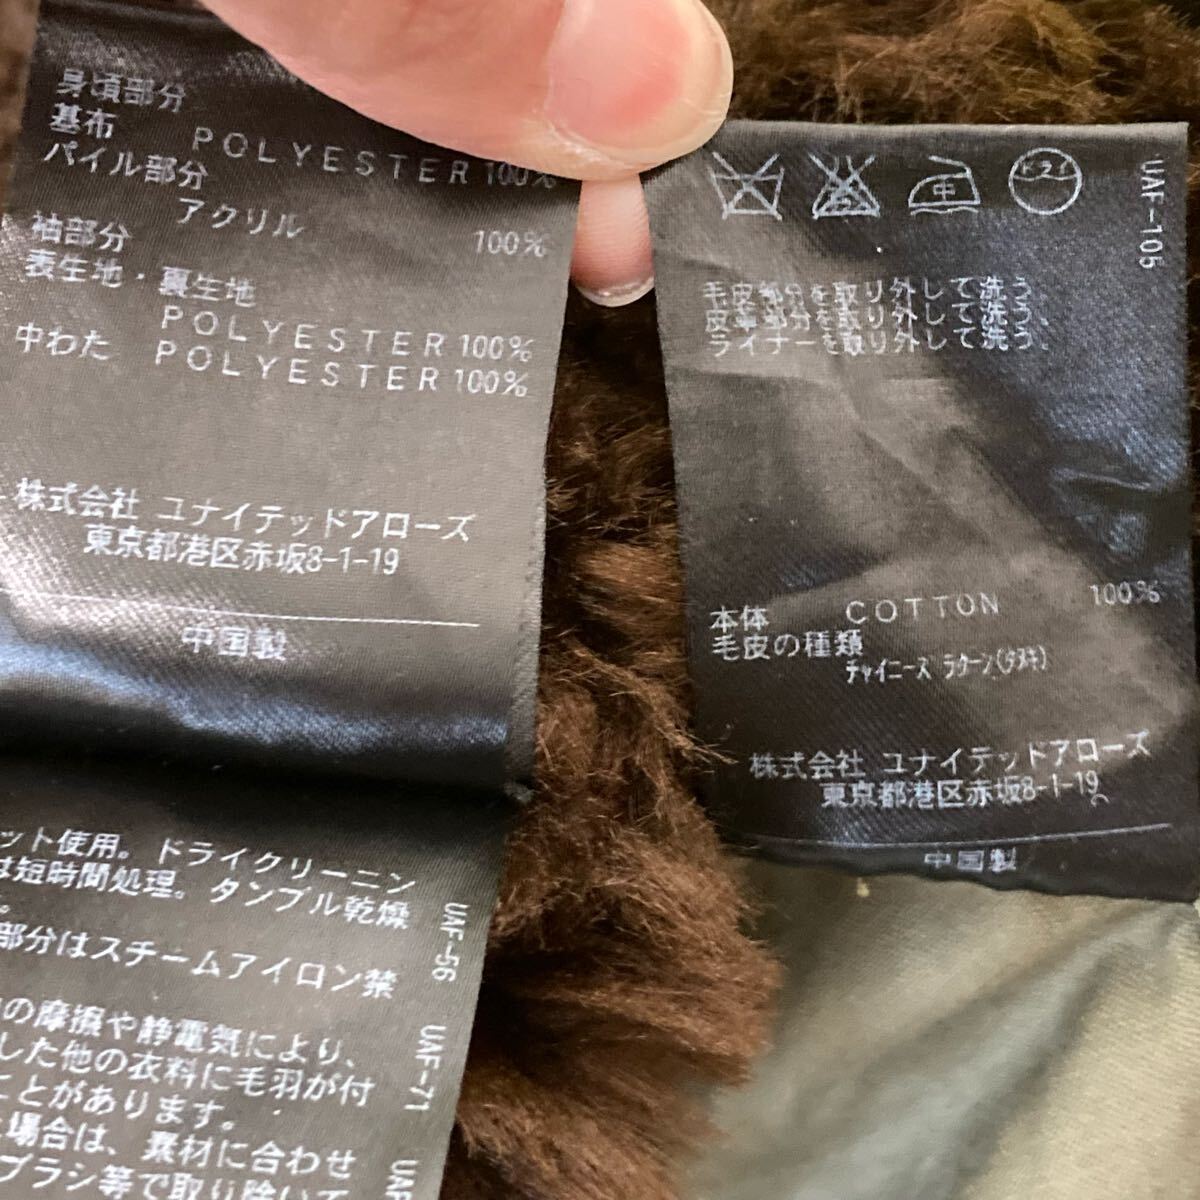 身頃部分
基布 POLYESTER 100%
パイル部分
アクリル 100%
袖部分
表生地・裏生地
POLYESTER 100%
中わた POLYESTER 100%
株式会社 ユナイテッドアローズ
東京都港区赤坂8-1-19
中国製
ット使用。ドライクリーニン
は短時間処理。タンブル乾燥
。
部分はスチームアイロン禁
の摩擦や静電気により、
した他の衣料に毛羽が付
ことがあります。
場合は、素材に合わせ
ブラシ等で取り除いて
UAF-56
UAF-71
UAF
中
ドライ
UAF-105
毛皮部分を取り外して洗う。
皮革部分を取り外して洗う。
ライナーを取り外して洗う。
本体 COTTON 100%
毛皮の種類
チャイニーズ ラクーン(タヌキ)
株式会社 ユナイテッドアローズ
東京都港区赤坂8-1-19
中国製